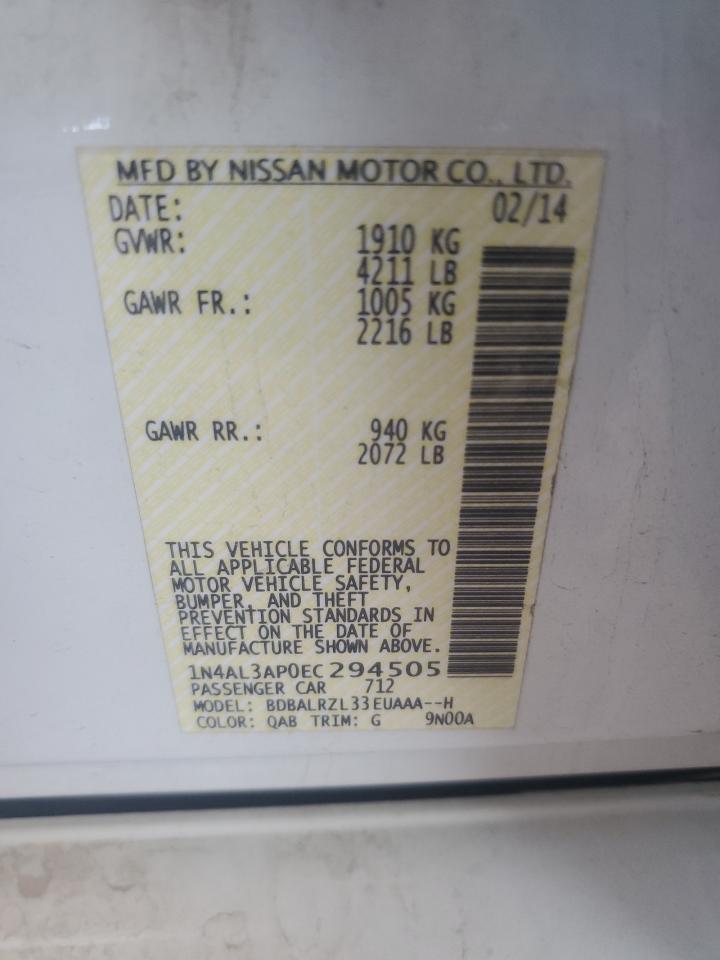 MFD BY NISSAN MOTOR CO., LTD.
DATE: 02/14
GVWR: 1910 KG
4211 LB
GAWR FR.: 1005 KG
2216 LB
GAWR RR.: 940 KG
2072 LB
THIS VEHICLE CONFORMS TO
ALL APPLICABLE FEDERAL
MOTOR VEHICLE SAFETY,
BUMPER, AND THEFT
PREVENTION STANDARDS IN
EFFECT ON THE DATE OF
MANUFACTURE SHOWN ABOVE.
1N4AL3AP0EC294505
PASSENGER CAR 712
MODEL: BDBALRZL33EUAAA--H
COLOR: QAB TRIM: G 9N00A